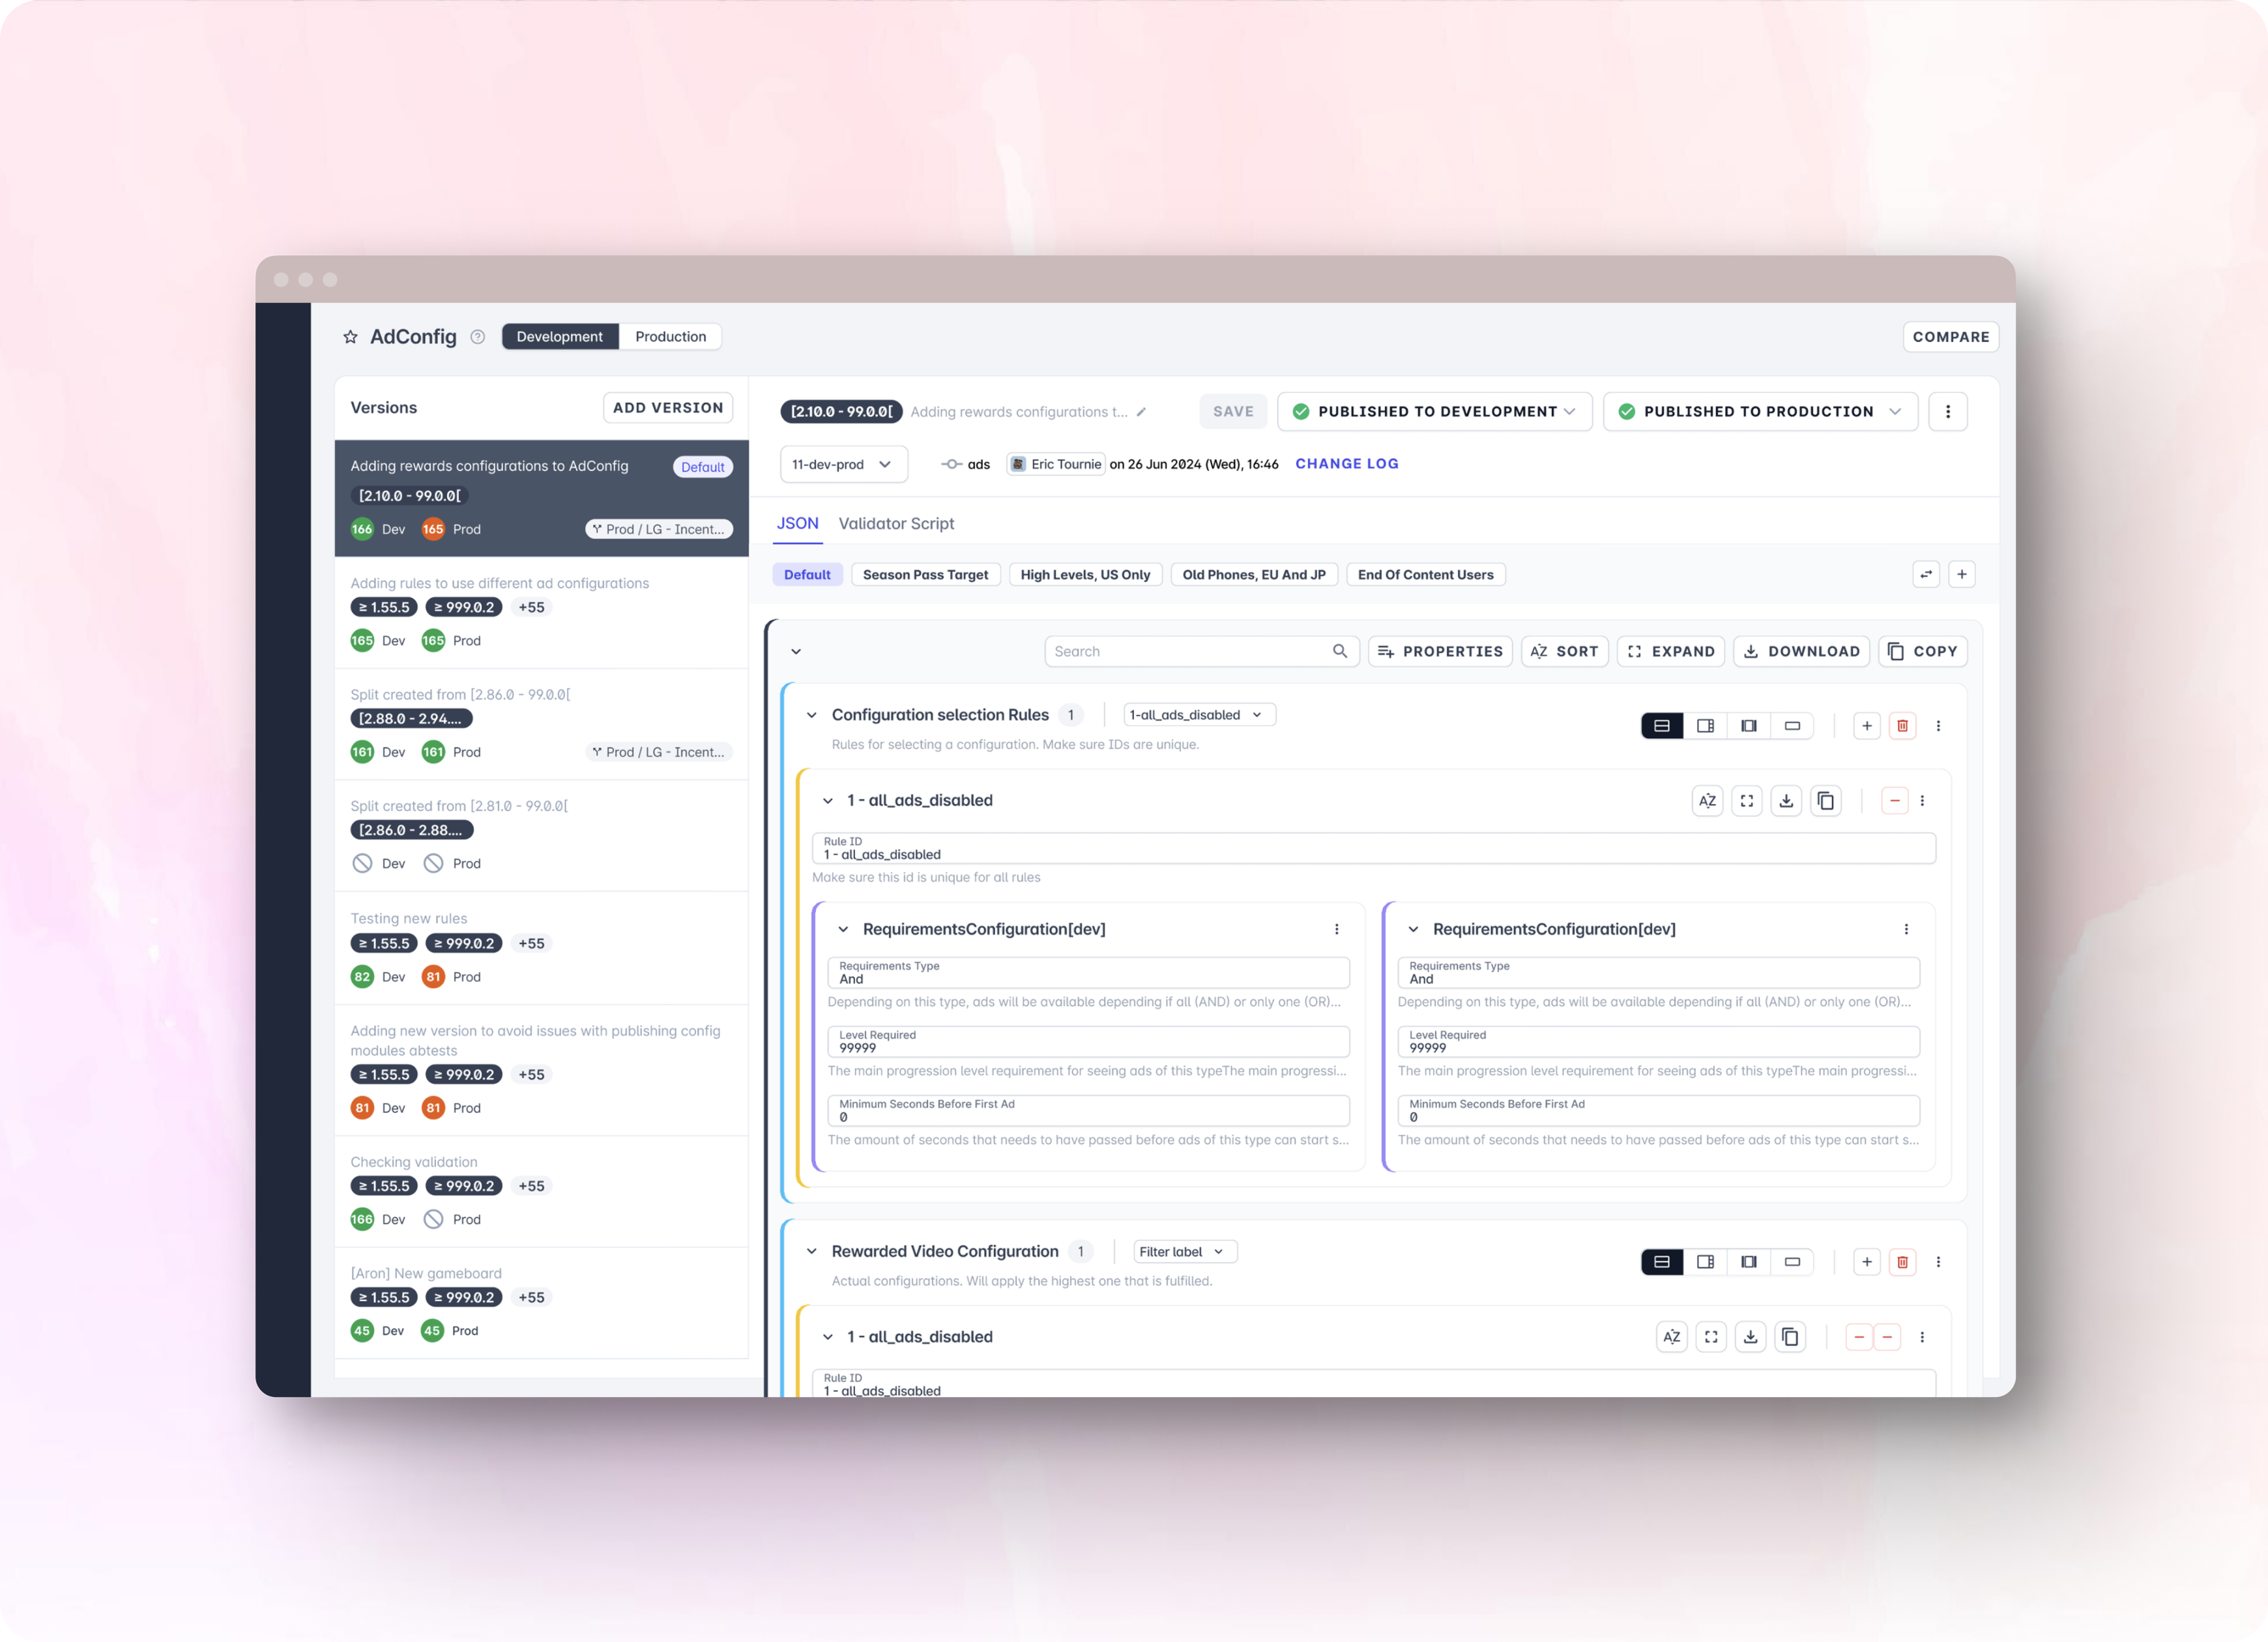 AdConfig
Development Production
COMPARE
Versions
ADD VERSION
Adding rewards configurations to AdConfig
Default
[2.10.0 - 99.0.0[
166 Dev 165 Prod
Prod / LG - Incent...
Adding rules to use different ad configurations
≥ 1.55.5 ≥ 999.0.2 +55
165 Dev 165 Prod
Split created from [2.86.0 - 99.0.0[
[2.88.0 - 2.94....
161 Dev 161 Prod
Prod / LG - Incent...
Split created from [2.81.0 - 99.0.0[
[2.86.0 - 2.88....
Dev Prod
Testing new rules
≥ 1.55.5 ≥ 999.0.2 +55
82 Dev 81 Prod
Adding new version to avoid issues with publishing config
modules abtests
≥ 1.55.5 ≥ 999.0.2 +55
81 Dev 81 Prod
Checking validation
≥ 1.55.5 ≥ 999.0.2 +55
166 Dev Prod
[Aron] New gameboard
≥ 1.55.5 ≥ 999.0.2 +55
45 Dev 45 Prod
[2.10.0 - 99.0.0[ Adding rewards configurations t...
SAVE
PUBLISHED TO DEVELOPMENT
PUBLISHED TO PRODUCTION
11-dev-prod
ads Eric Tournie on 26 Jun 2024 (Wed), 16:46 CHANGE LOG
JSON Validator Script
Default Season Pass Target High Levels, US Only Old Phones, EU And JP End Of Content Users
Search
PROPERTIES
AZ SORT
EXPAND
DOWNLOAD
COPY
Configuration selection Rules 1
1-all_ads_disabled
Rules for selecting a configuration. Make sure IDs are unique.
1 - all_ads_disabled
AZ
Rule ID
1 - all_ads_disabled
Make sure this id is unique for all rules
RequirementsConfiguration[dev]
Requirements Type
And
Depending on this type, ads will be available depending if all (AND) or only one (OR)...
Level Required
99999
The main progression level requirement for seeing ads of this typeThe main progressi...
Minimum Seconds Before First Ad
0
The amount of seconds that needs to have passed before ads of this type can start s...
RequirementsConfiguration[dev]
Requirements Type
And
Depending on this type, ads will be available depending if all (AND) or only one (OR)...
Level Required
99999
The main progression level requirement for seeing ads of this typeThe main progressi...
Minimum Seconds Before First Ad
0
The amount of seconds that needs to have passed before ads of this type can start s...
Rewarded Video Configuration 1
Filter label
Actual configurations. Will apply the highest one that is fulfilled.
1 - all_ads_disabled
AZ
Rule ID
1 - all_ads_disabled